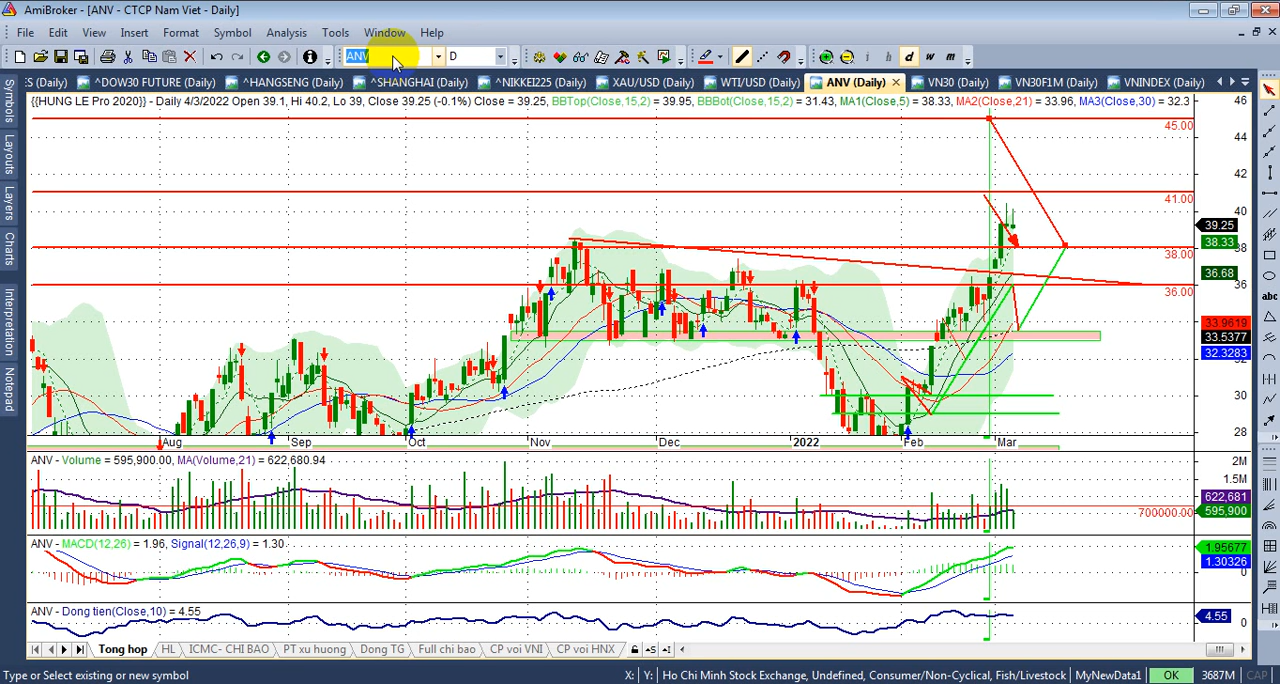 AmiBroker - [ANV - CTCP Nam Viet - Daily]
File Edit View Insert Format Symbol Analysis Tools Window Help
ANV D i h d w m
S (Daily) ^DOW30 FUTURE (Daily) ^HANGSENG (Daily) ^SHANGHAI (Daily) ^NIKKEI225 (Daily) XAU/USD (Daily) WTI/USD (Daily) ANV (Daily) VN30 (Daily) VN30F1M (Daily) VNINDEX (Daily)
Symbols
Layouts
Layers
Charts
Interpretation
Notepad
{{HUNG LE Pro 2020}} - Daily 4/3/2022 Open 39.1, Hi 40.2, Lo 39, Close 39.25 (-0.1%) Close = 39.25, BBTop(Close,15,2) = 39.95, BBBot(Close,15,2) = 31.43, MA1(Close,5) = 38.33, MA2(Close,21) = 33.96, MA3(Close,30) = 32.3
46
45.00
44
42
41.00
40
39.25
38.33
38
38.00
36.68
36
36.00
33.9619
33.5377
32.3283
30
28
Aug Sep Oct Nov Dec 2022 Feb Mar
ANV - Volume = 595,900.00, MA(Volume,21) = 622,680.94
2M
622,681
595,900
700000.00
ANV - MACD(12,26) = 1.96, Signal(12,26,9) = 1.30
1.95677
1.30326
0
ANV - Dong tien(Close,10) = 4.55
4.55
0
abc
Tong hop HL ICMC- CHI BAO PT xu huong Dong TG Full chi bao CP voi VNI CP voi HNX S I
Type or Select existing or new symbol X: Y: Ho Chi Minh Stock Exchange, Undefined, Consumer/Non-Cyclical, Fish/Livestock MyNewData1 OK 3687M CAP